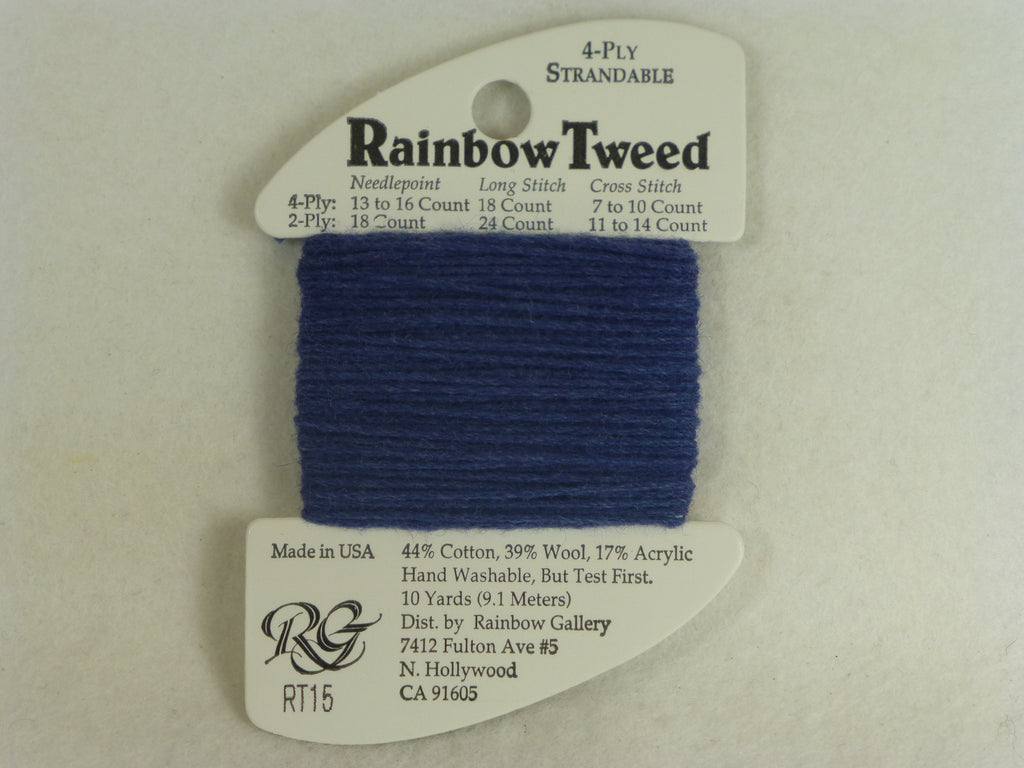 4-Ply
Strandable
Rainbow Tweed
Needlepoint Long Stitch Cross Stitch
4-Ply: 13 to 16 Count 18 Count 7 to 10 Count
2-Ply: 18 Count 24 Count 11 to 14 Count
Made in USA
44% Cotton, 39% Wool, 17% Acrylic
Hand Washable, But Test First.
10 Yards (9.1 Meters)
Dist. by Rainbow Gallery
7412 Fulton Ave #5
N. Hollywood
CA 91605
RG
RT15